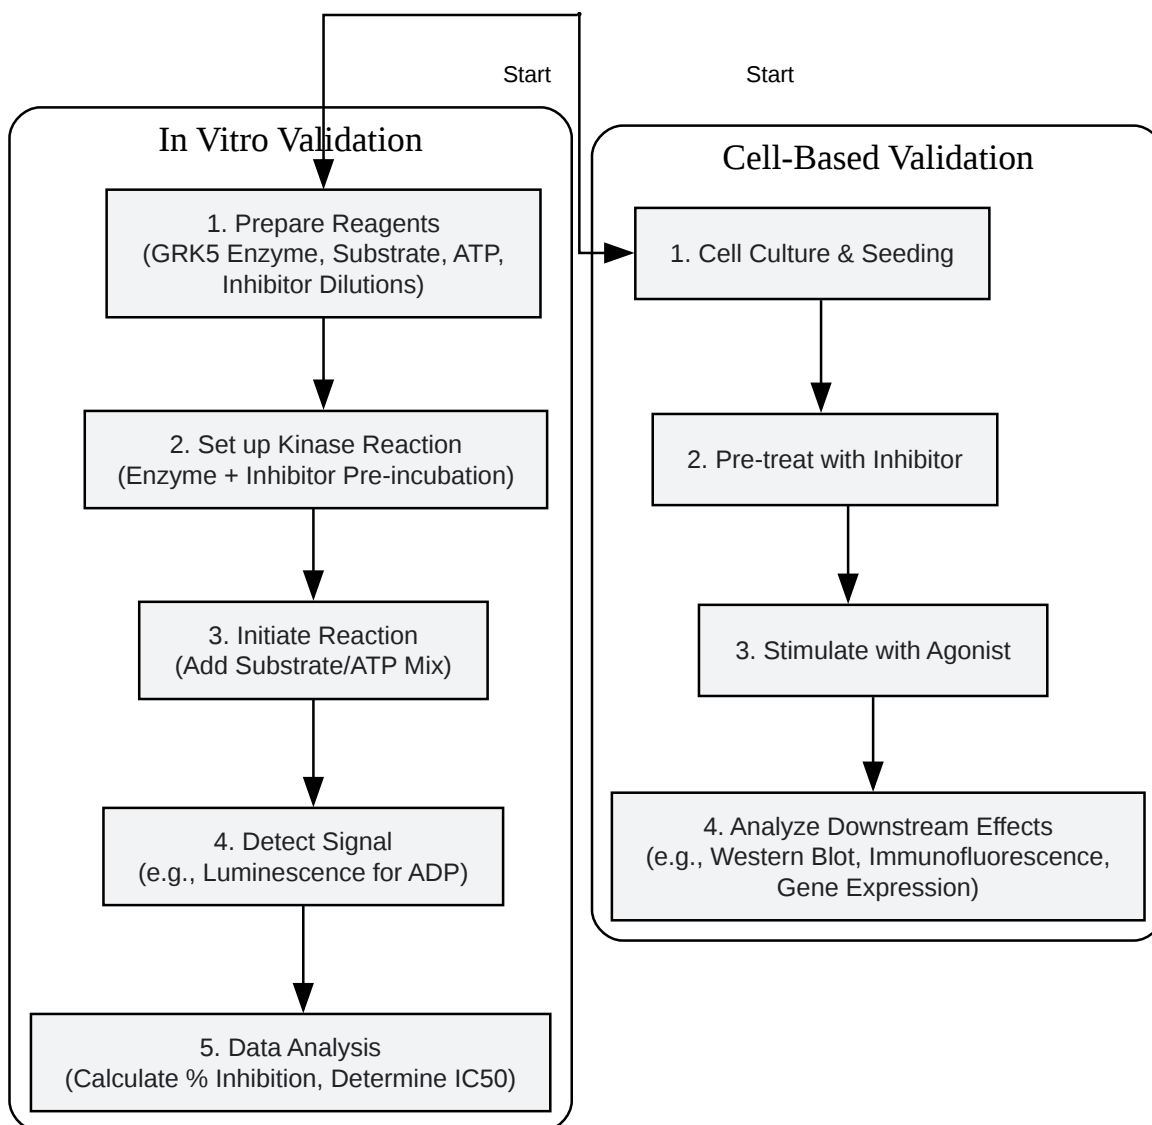 Start
Start
In Vitro Validation
1. Prepare Reagents
(GRK5 Enzyme, Substrate, ATP,
Inhibitor Dilutions)
2. Set up Kinase Reaction
(Enzyme + Inhibitor Pre-incubation)
3. Initiate Reaction
(Add Substrate/ATP Mix)
4. Detect Signal
(e.g., Luminescence for ADP)
5. Data Analysis
(Calculate % Inhibition, Determine IC50)
Cell-Based Validation
1. Cell Culture & Seeding
2. Pre-treat with Inhibitor
3. Stimulate with Agonist
4. Analyze Downstream Effects
(e.g., Western Blot, Immunofluorescence,
Gene Expression)